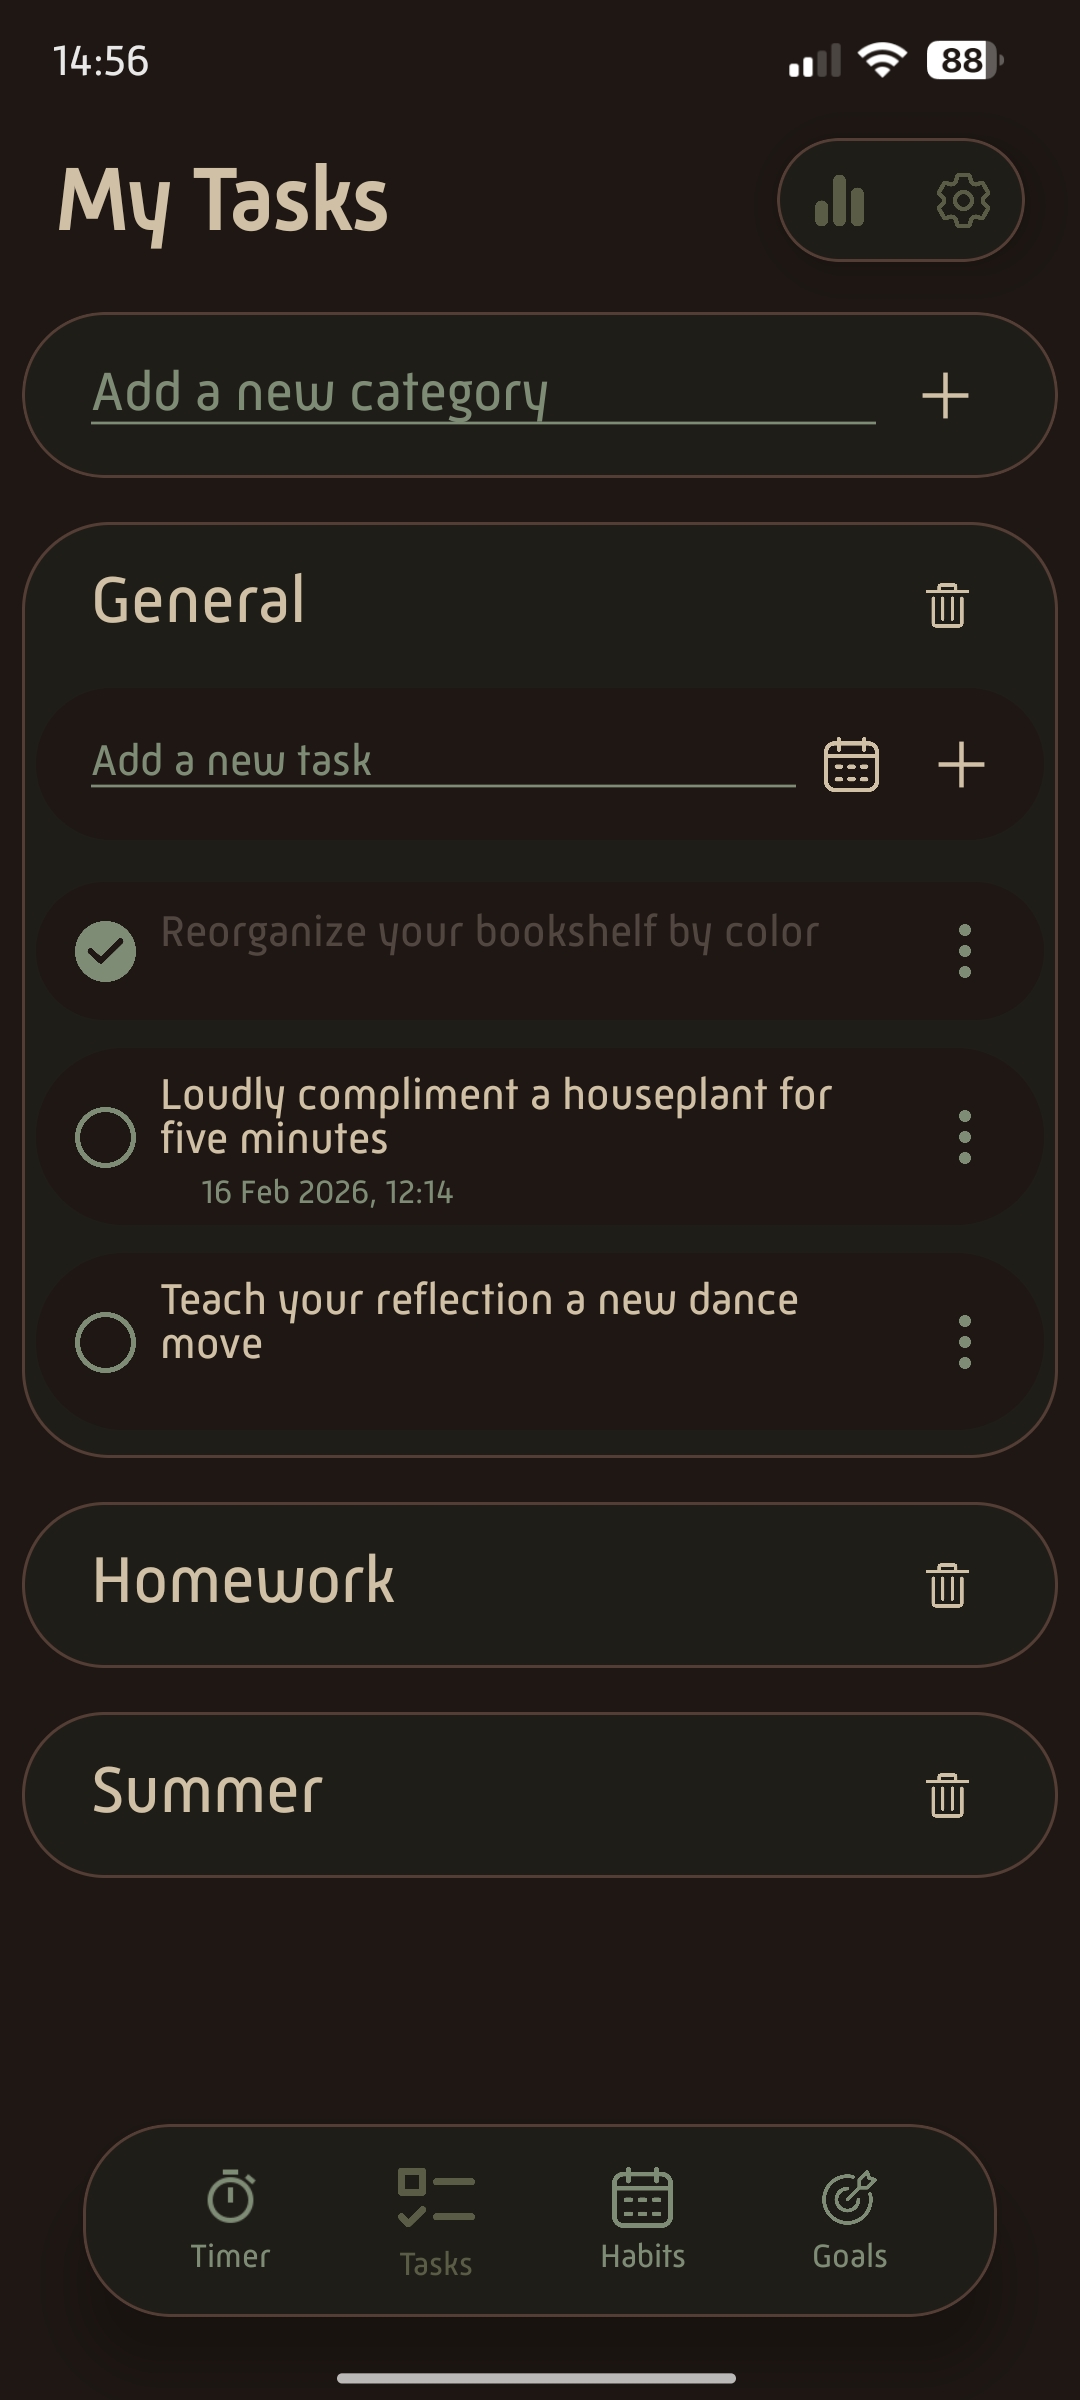 14:56
88
My Tasks
Add a new category
General
Add a new task
Reorganize your bookshelf by color
Loudly compliment a houseplant for
five minutes
16 Feb 2026, 12:14
Teach your reflection a new dance
move
Homework
Summer
Timer
Tasks
Habits
Goals